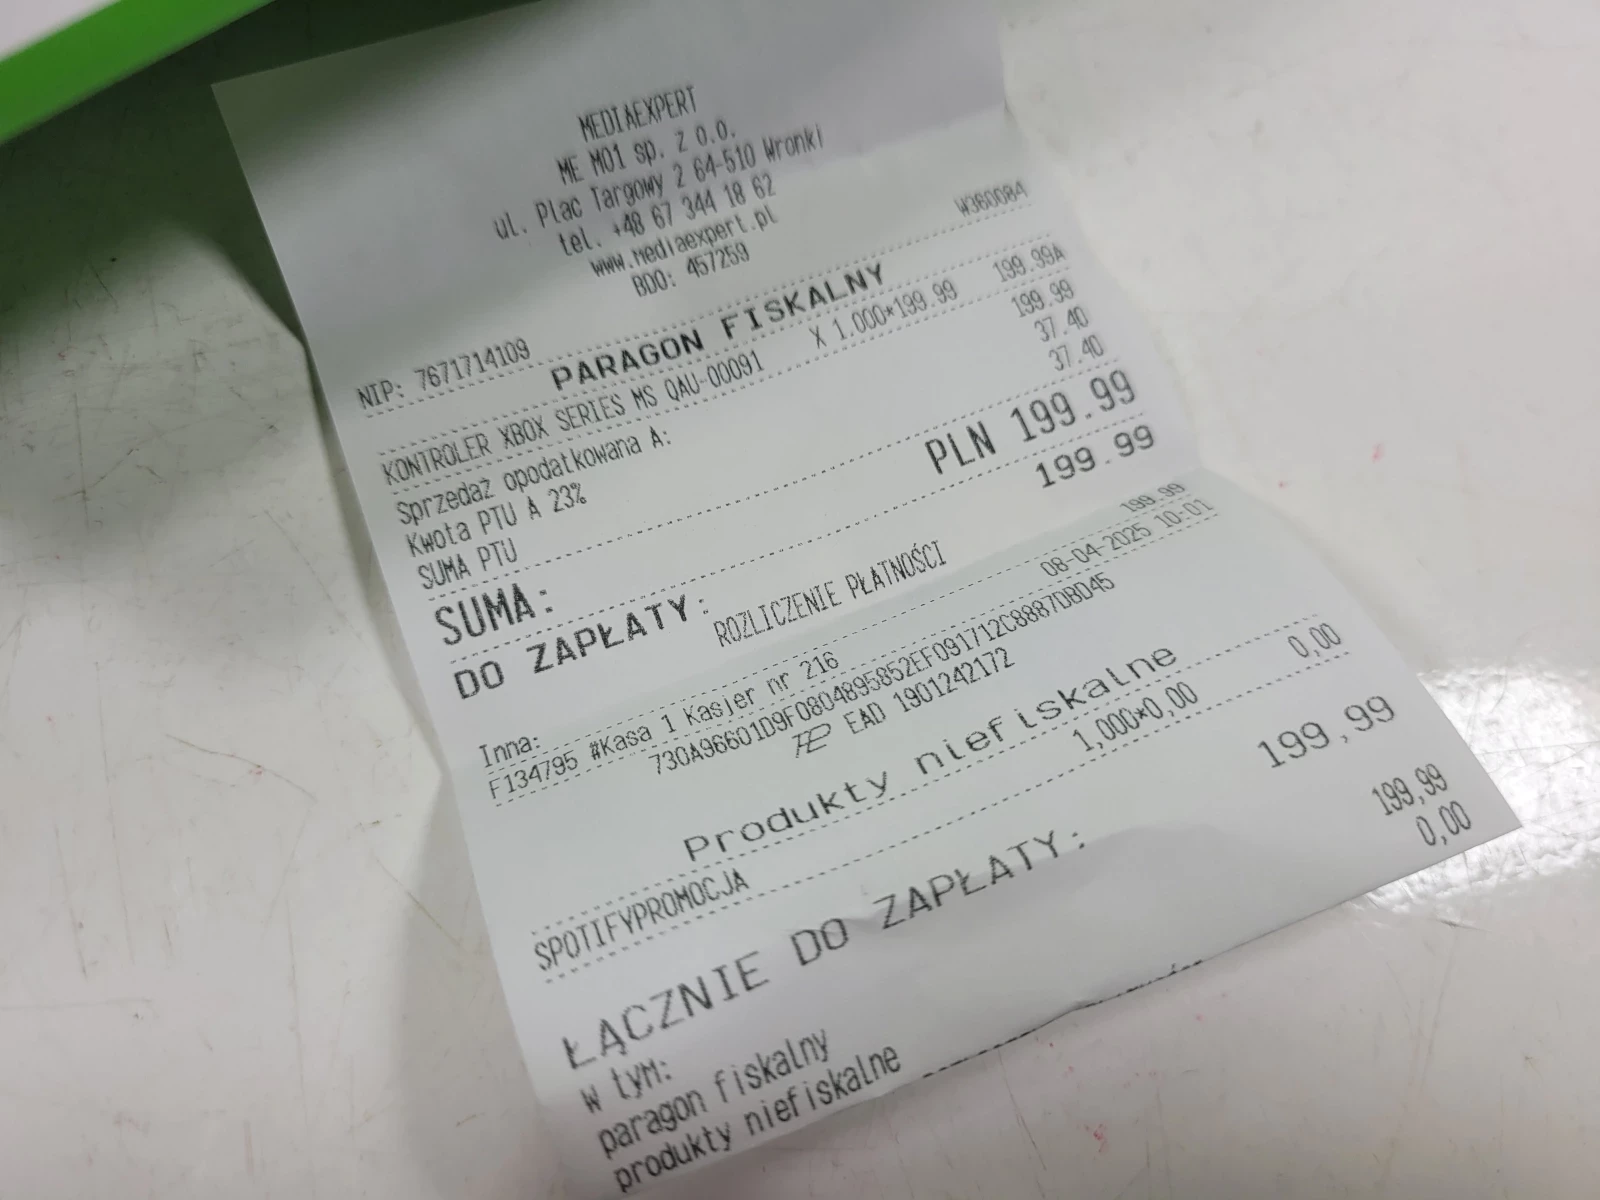 MEDIAEXPERT
ME M01 sp. z o.o.
ul. Plac Targowy 2 64-510 Wronki
tel. +48 67 344 18 62
www.mediaexpert.pl
BDO: 457259
NIP: 7671714109 W360084
PARAGON FISKALNY
KONTROLER XBOX SERIES MS QAU-00091 X 1.000*199.99 199.99A
Sprzedaż opodatkowana A: 199.99
Kwota PTU A 23% 37.40
SUMA PTU 37.40
SUMA: PLN 199.99
DO ZAPŁATY: 199.99
ROZLICZENIE PŁATNOŚCI
Inna: 199.99
F134795 #Kasa 1 Kasjer nr 216 08-04-2025 10:01
730A96601D9F0804895852EF091712C8887DBD45
EAD 1901242172
Produkty niefiskalne
SPOTIFYPROMOCJA 1,000*0,00 0,00
ŁĄCZNIE DO ZAPŁATY: 199,99
w tym:
paragon fiskalny 199,99
produkty niefiskalne 0,00